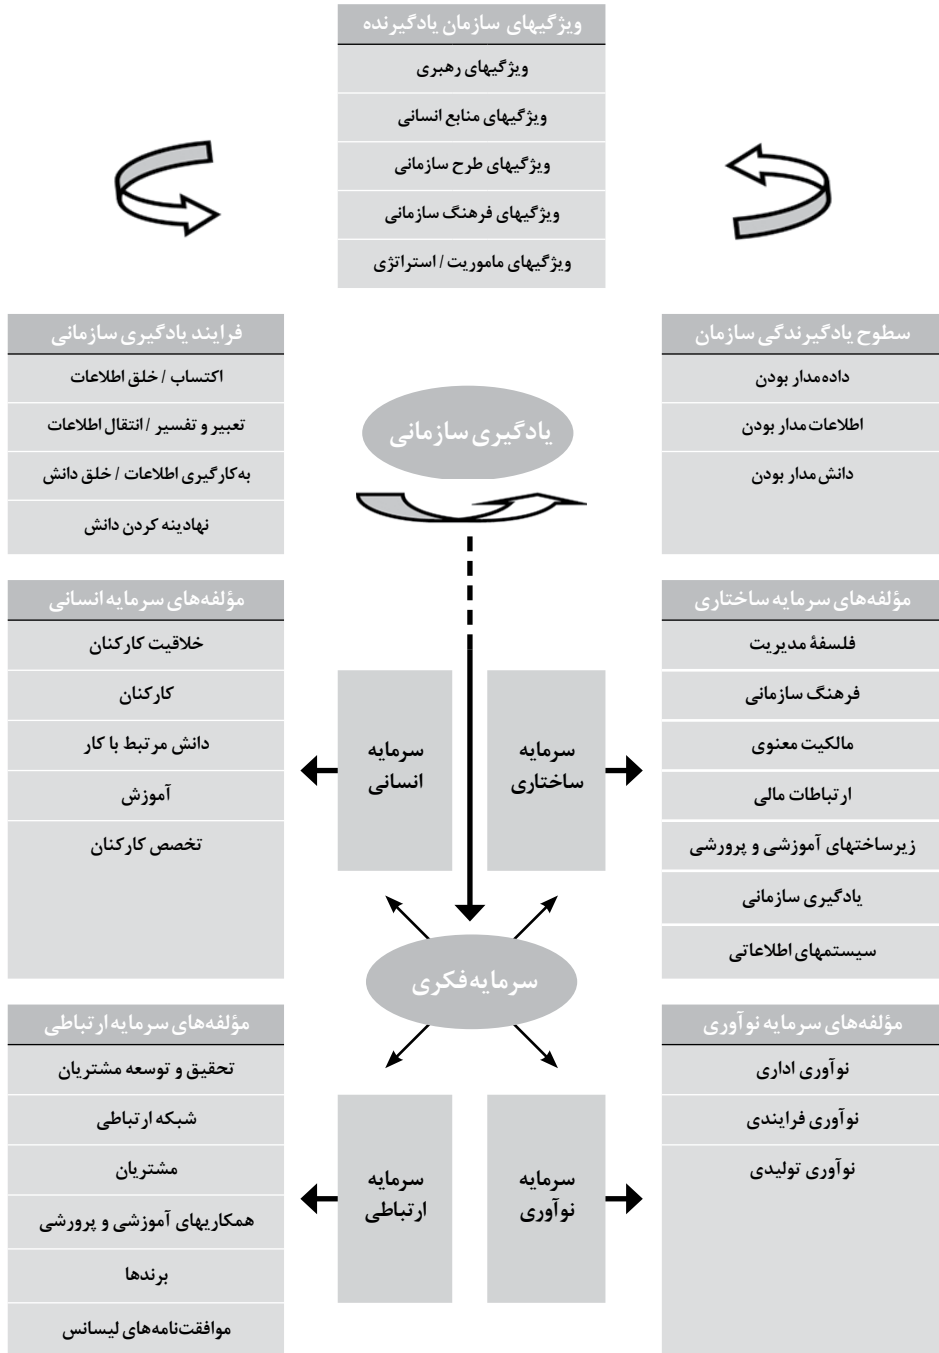 ویژگیهای سازمان یادگیرنده
ویژگیهای رهبری
ویژگیهای منابع انسانی
ویژگیهای طرح سازمانی
ویژگیهای فرهنگ سازمانی
ویژگیهای ماموریت / استراتژی
سطوح یادگیرندگی سازمان
داده‌مدار بودن
اطلاعات مدار بودن
دانش مدار بودن
یادگیری سازمانی
فرایند یادگیری سازمانی
اکتساب / خلق اطلاعات
تعبیر و تفسیر / انتقال اطلاعات
به‌کارگیری اطلاعات / خلق دانش
نهادینه کردن دانش
مؤلفه‌های سرمایه ساختاری
فلسفهٔ مدیریت
فرهنگ سازمانی
مالکیت معنوی
ارتباطات مالی
زیرساختهای آموزشی و پرورشی
یادگیری سازمانی
سیستمهای اطلاعاتی
سرمایه
ساختاری
سرمایه
انسانی
مؤلفه‌های سرمایه انسانی
خلاقیت کارکنان
کارکنان
دانش مرتبط با کار
آموزش
تخصص کارکنان
سرمایه فکری
مؤلفه‌های سرمایه نوآوری
نوآوری اداری
نوآوری فرایندی
نوآوری تولیدی
سرمایه
نوآوری
سرمایه
ارتباطی
مؤلفه‌های سرمایه ارتباطی
تحقیق و توسعه مشتریان
شبکه ارتباطی
مشتریان
همکاریهای آموزشی و پرورشی
برندها
موافقت‌نامه‌های لیسانس